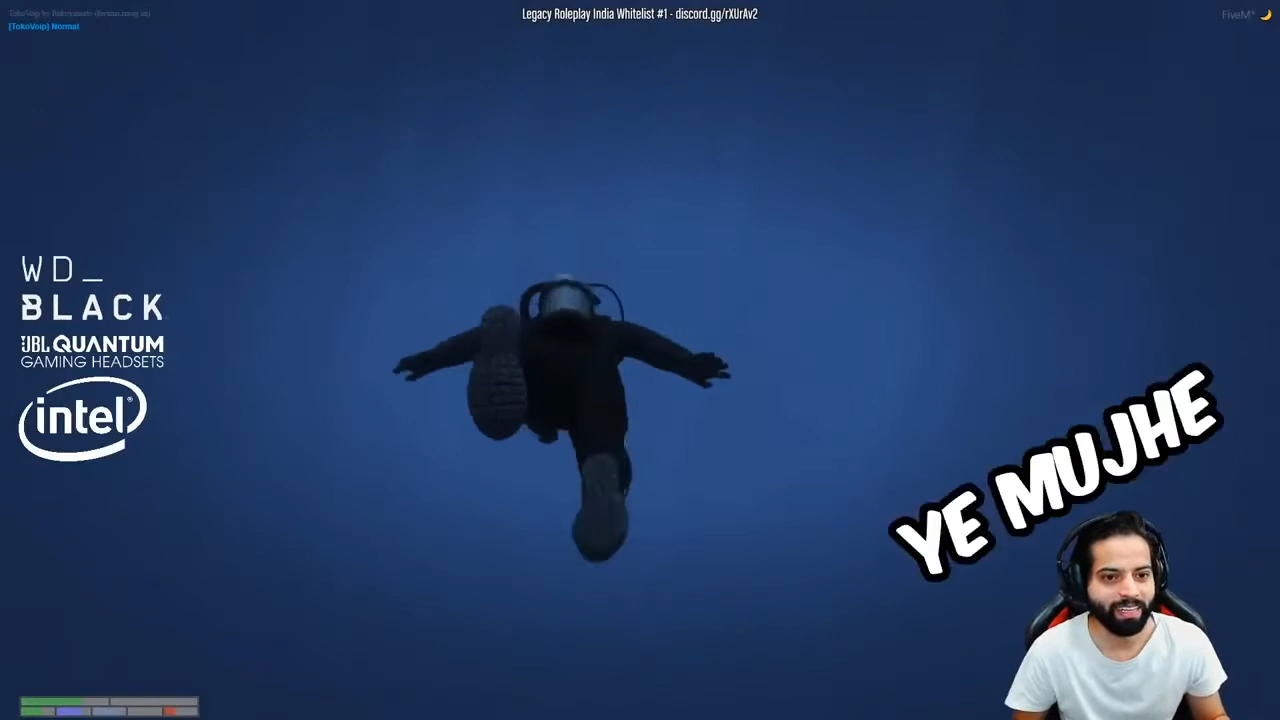 [TokoVoip] Normal
Legacy Roleplay India Whitelist #1 - discord.gg/rXUrAv2
FiveM
WD_
BLACK
JBL QUANTUM
GAMING HEADSETS
intel
YE MUJHE